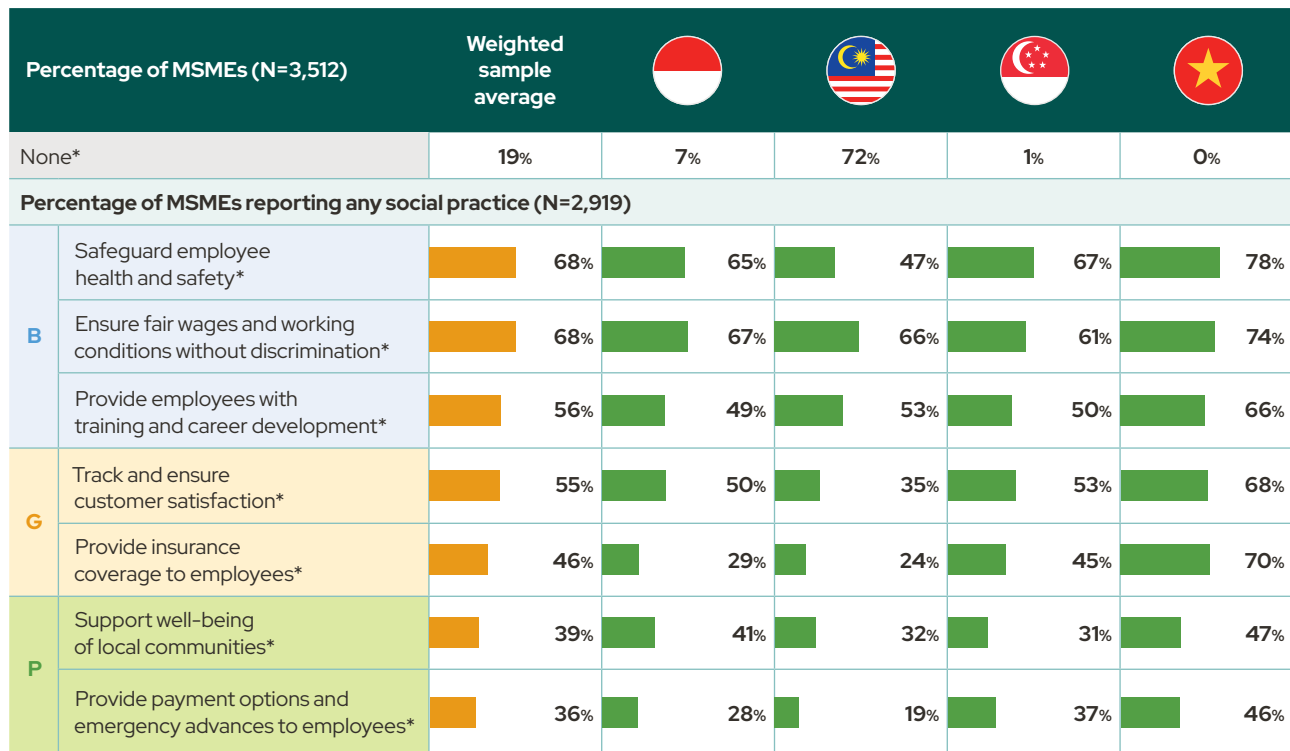 Percentage of MSMEs (N=3,512)
Weighted
sample
average
None*
19%
7%
72%
1%
0%
Percentage of MSMEs reporting any social practice (N=2,919)
B
Safeguard employee
health and safety*
68%
65%
47%
67%
78%
Ensure fair wages and working
conditions without discrimination*
68%
67%
66%
61%
74%
Provide employees with
training and career development*
56%
49%
53%
50%
66%
G
Track and ensure
customer satisfaction*
55%
50%
35%
53%
68%
Provide insurance
coverage to employees*
46%
29%
24%
45%
70%
P
Support well-being
of local communities*
39%
41%
32%
31%
47%
Provide payment options and
emergency advances to employees*
36%
28%
19%
37%
46%